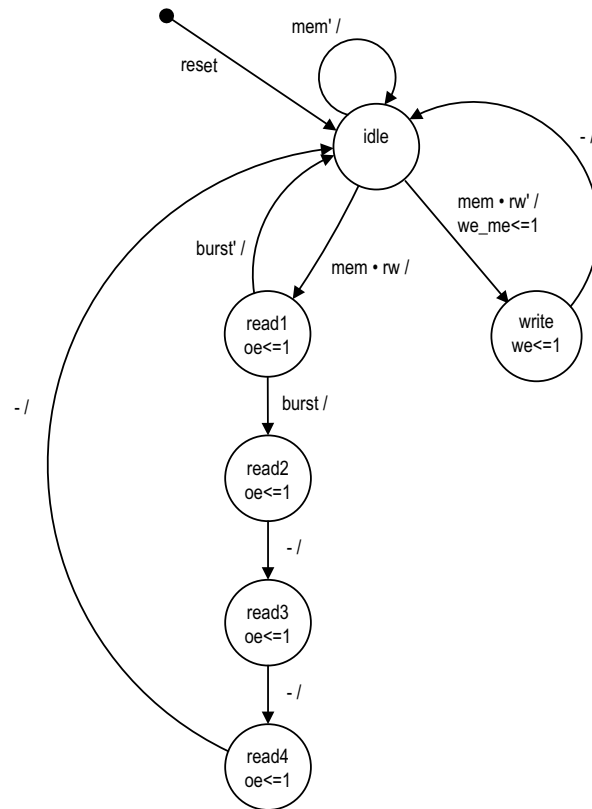 mem' /
reset
idle
- /
mem • rw' /
we_me<=1
burst' /
mem • rw /
read1
oe<=1
write
we<=1
burst /
- /
read2
oe<=1
- /
read3
oe<=1
- /
read4
oe<=1